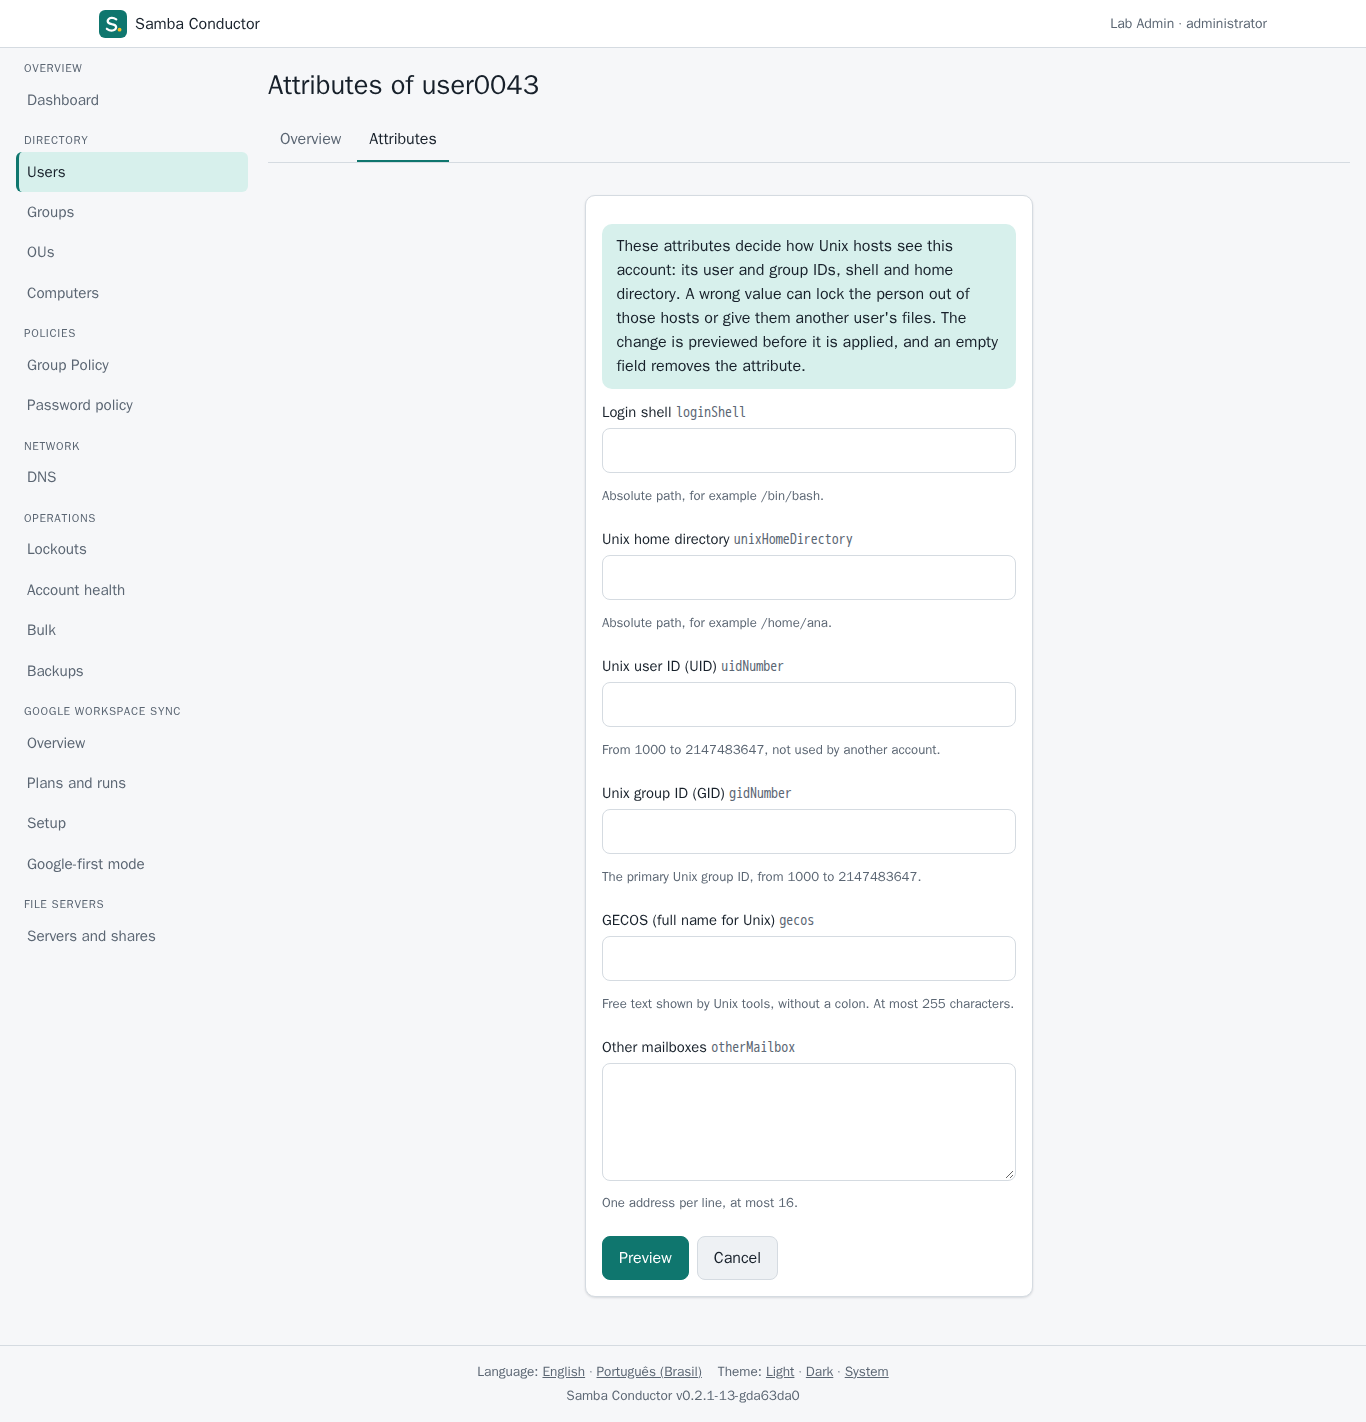 S.
Samba Conductor
Lab Admin · administrator
OVERVIEW
Dashboard
DIRECTORY
Users
Groups
OUs
Computers
POLICIES
Group Policy
Password policy
NETWORK
DNS
OPERATIONS
Lockouts
Account health
Bulk
Backups
GOOGLE WORKSPACE SYNC
Overview
Plans and runs
Setup
Google-first mode
FILE SERVERS
Servers and shares
Attributes of user0043
Overview
Attributes
These attributes decide how Unix hosts see this
account: its user and group IDs, shell and home
directory. A wrong value can lock the person out of
those hosts or give them another user's files. The
change is previewed before it is applied, and an empty
field removes the attribute.
Login shell loginShell
Absolute path, for example /bin/bash.
Unix home directory unixHomeDirectory
Absolute path, for example /home/ana.
Unix user ID (UID) uidNumber
From 1000 to 2147483647, not used by another account.
Unix group ID (GID) gidNumber
The primary Unix group ID, from 1000 to 2147483647.
GECOS (full name for Unix) gecos
Free text shown by Unix tools, without a colon. At most 255 characters.
Other mailboxes otherMailbox
One address per line, at most 16.
Preview
Cancel
Language: English · Português (Brasil) Theme: Light · Dark · System
Samba Conductor v0.2.1-13-gda63da0